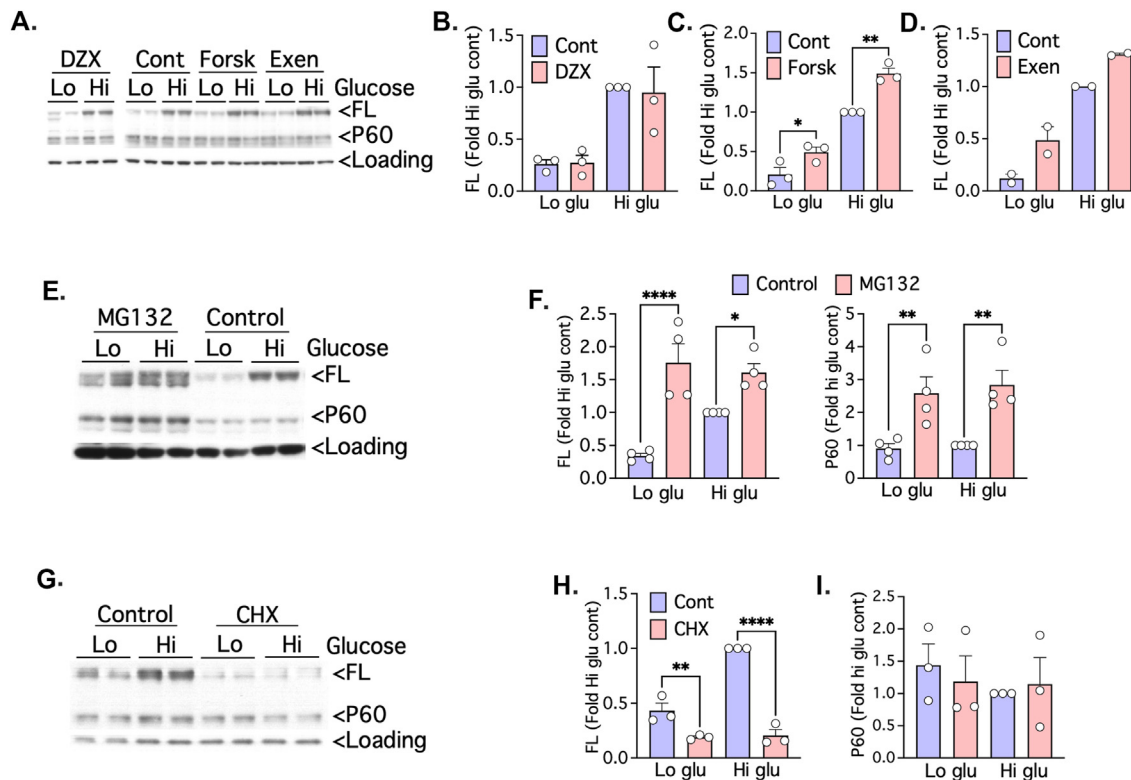 A.
DZX Cont Forsk Exen
Lo Hi Lo Hi Lo Hi Lo Hi Glucose
<FL
<P60
<Loading
B.
FL (Fold Hi glu cont)
1.5
1.0
0.5
0.0
Cont
DZX
Lo glu Hi glu
C.
FL (Fold Hi glu cont)
2.0
1.5
1.0
0.5
0.0
Cont
Forsk
*
**
Lo glu Hi glu
D.
FL (Fold Hi glu cont)
1.5
1.0
0.5
0.0
Cont
Exen
Lo glu Hi glu
E.
MG132 Control
Lo Hi Lo Hi Glucose
<FL
<P60
<Loading
F.
Control MG132
FL (Fold Hi glu cont)
2.5
2.0
1.5
1.0
0.5
0.0
****
*
Lo glu Hi glu
P60 (Fold hi glu cont)
5
4
3
2
1
0
**
**
Lo glu Hi glu
G.
Control CHX
Lo Hi Lo Hi Glucose
<FL
<P60
<Loading
H.
FL (Fold Hi glu cont)
1.5
1.0
0.5
0.0
Cont
CHX
**
****
Lo glu Hi glu
I.
P60 (Fold Hi glu cont)
2.5
2.0
1.5
1.0
0.5
0.0
Lo glu Hi glu